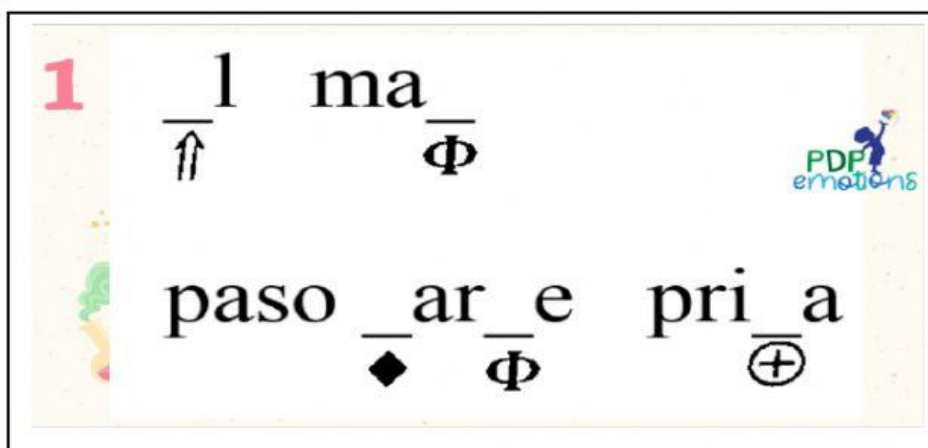 1
_l ma_
⇑ Φ
PDP
emotions
paso _ar_e pri_a
◆ Φ ⊕